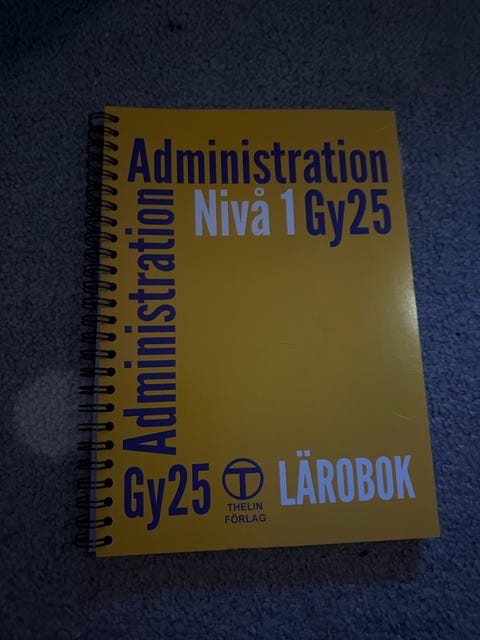 Administration
Nivå 1 Gy25
Administration
Gy25
THELIN
FÖRLAG
LÄROBOK